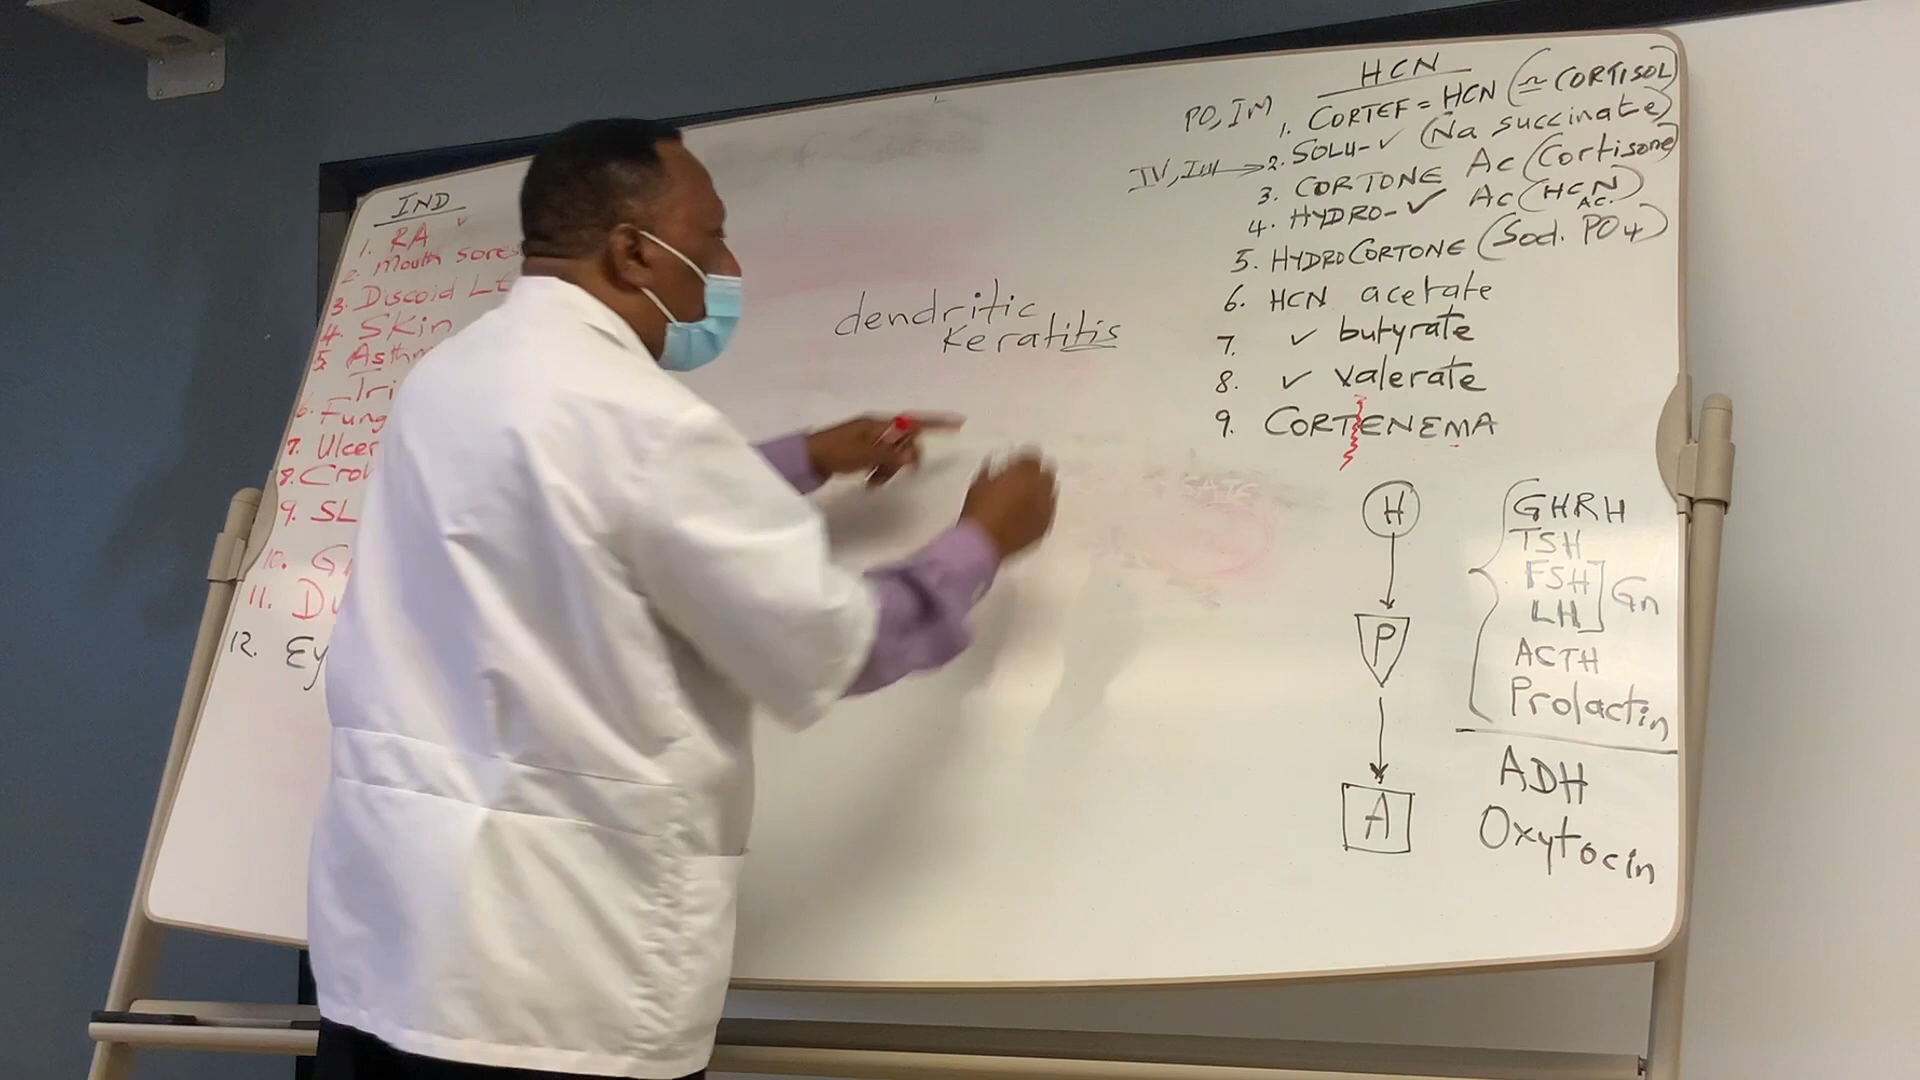 IND
1. RA
2. Mouth sores
3. Discoid LE
4. Skin
5. Asthm
6. Fung
7. Ulcer
8. Cro
9. SL
10. G
11. Du
12. Ey
dendritic
Keratitis
HCN
PO, IM 1. CORTEF = HCN (≃ CORTISOL)
IV, IM → 2. SOLU- ✓ (Na succinate)
3. CORTONE Ac (Cortisone)
4. HYDRO- ✓ Ac (HCN AC.)
5. HYDROCORTONE (Sod. PO4)
6. HCN acetate
7. ✓ butyrate
8. ✓ valerate
9. CORTENEMA
H
P
A
GHRH
TSH
FSH
LH
Gn
ACTH
Prolactin
ADH
Oxytocin